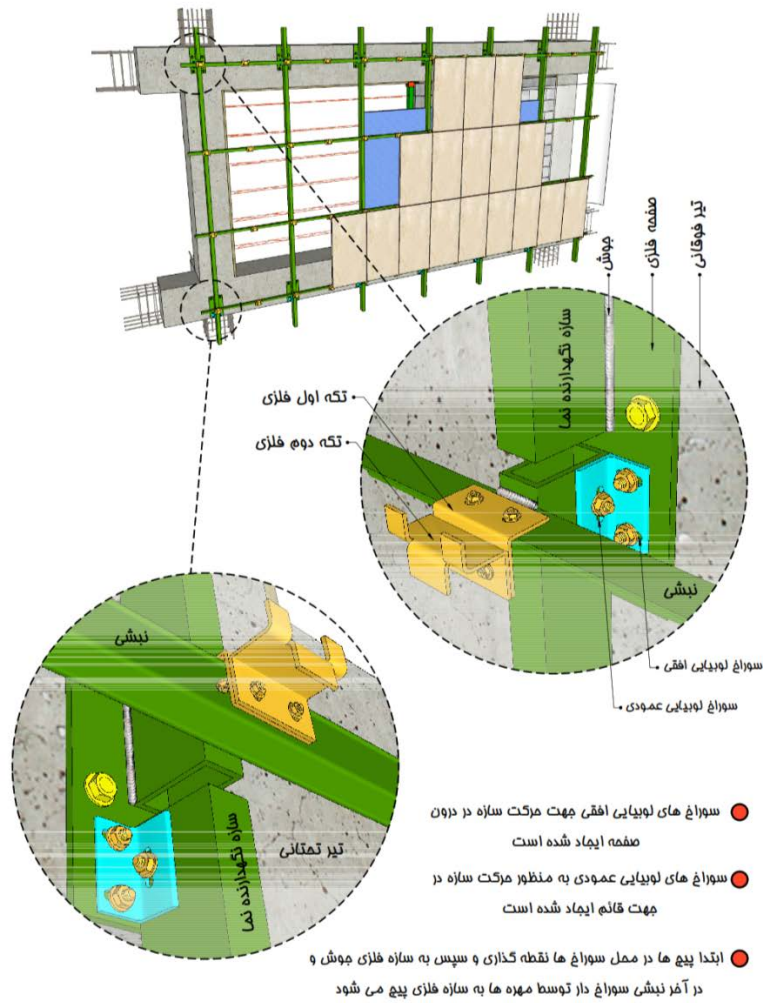 تیر فوقانی
صفحه فلزی
جوش
سازه نگهدارنده نما
تکه اول فلزی
تکه دوم فلزی
نبشی
سوراخ لوبیایی افقی
سوراخ لوبیایی عمودی
نبشی
سازه نگهدارنده نما
تیر تحتانی
سوراخ های لوبیایی افقی جهت حرکت سازه در درون
صفحه ایجاد شده است
سوراخ های لوبیایی عمودی به منظور حرکت سازه در
جهت قائم ایجاد شده است
ابتدا پیچ ها در محل سوراخ ها نقطه گذاری و سپس به سازه فلزی جوش و
در آخر نبشی سوراخ دار توسط مهره ها به سازه فلزی پیچ می شود